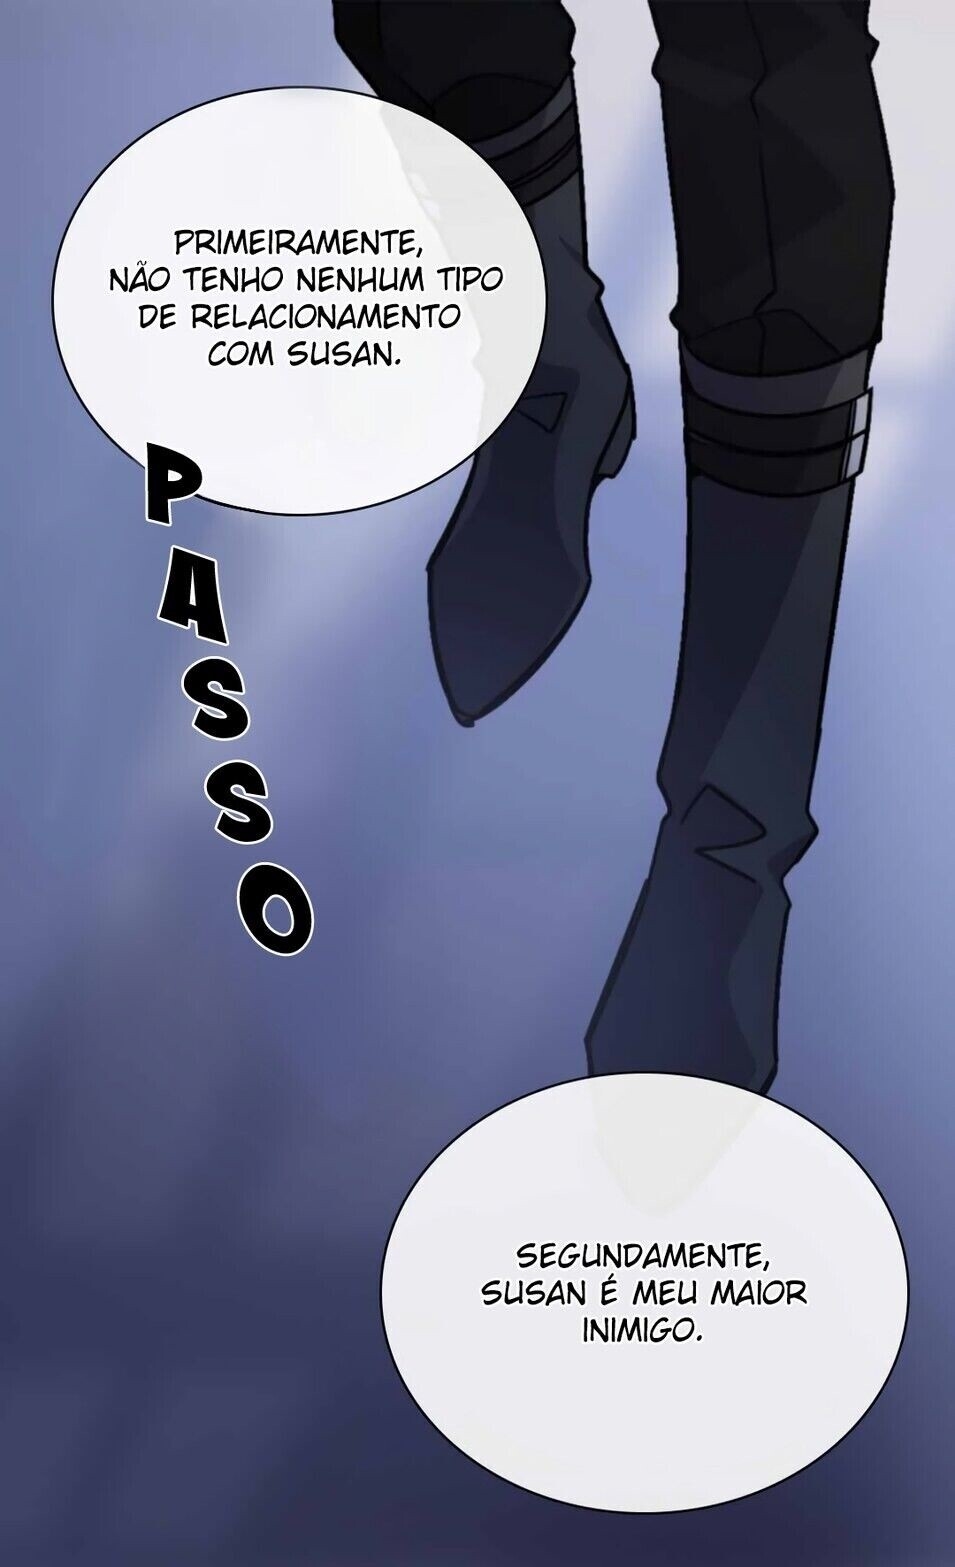 PRIMEIRAMENTE,
NÃO TENHO NENHUM TIPO
DE RELACIONAMENTO
COM SUSAN.
PASSO
SEGUNDAMENTE,
SUSAN É MEU MAIOR
INIMIGO.